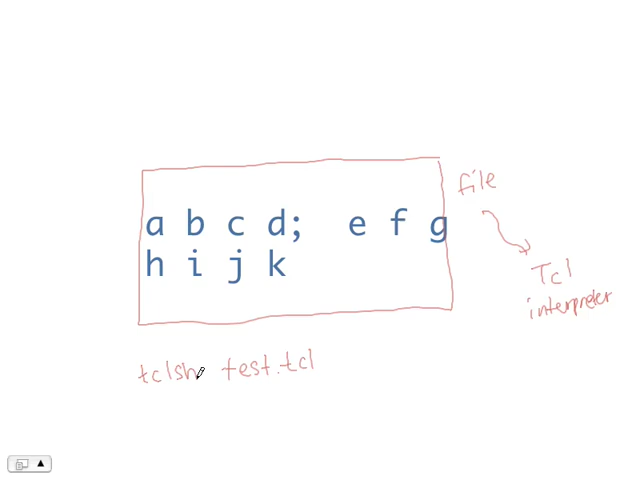 file
a b c d;  e f g
h i j k
Tcl
interpreter
tclsh test.tcl